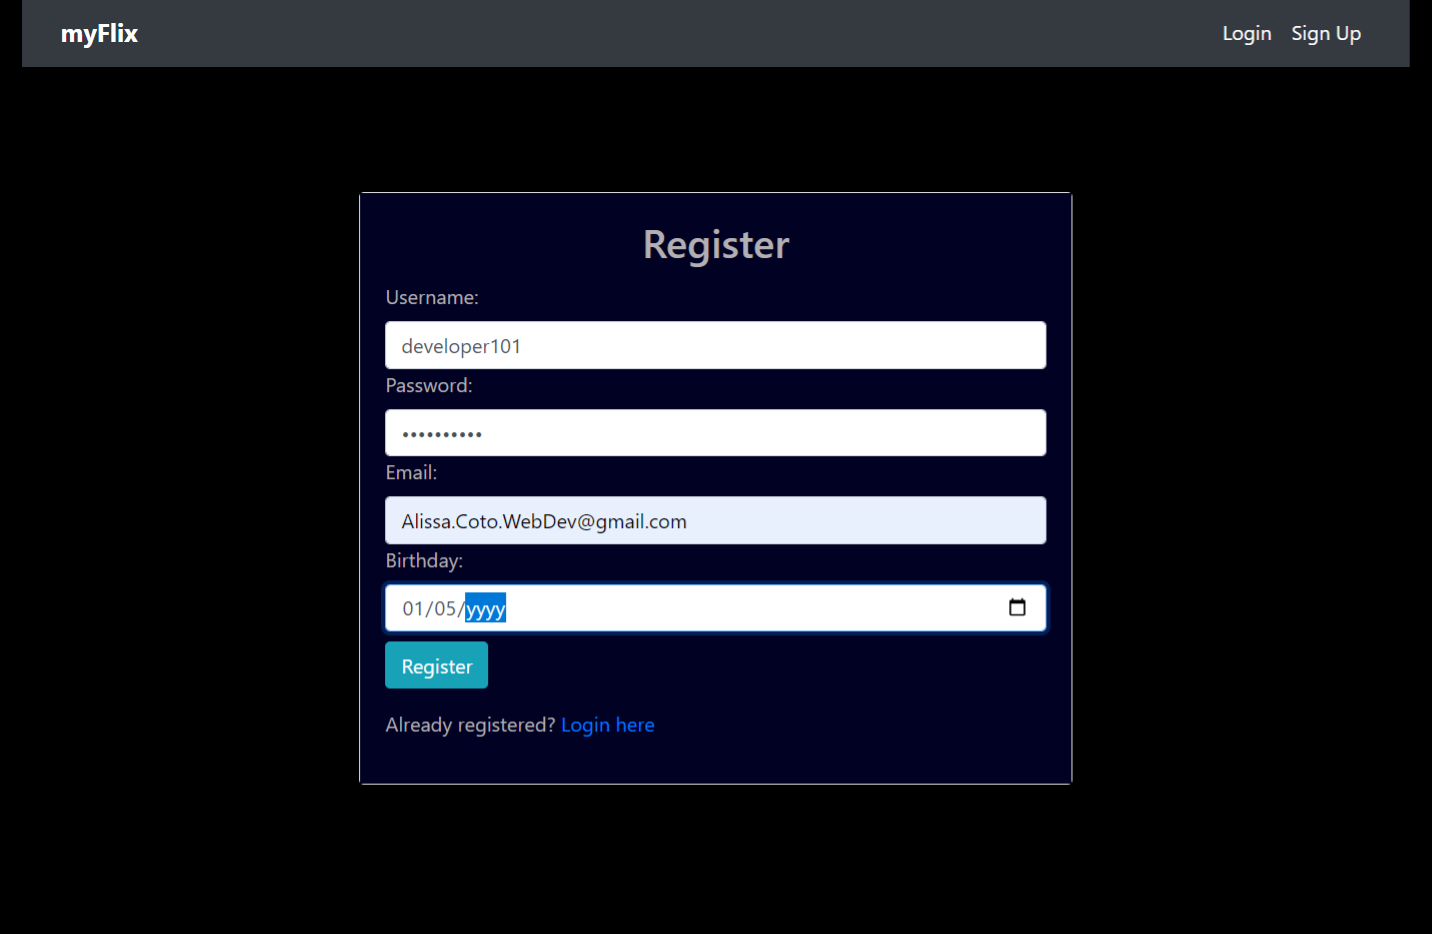 myFlix
Login Sign Up
Register
Username:
developer101
Password:
••••••••••
Email:
Alissa.Coto.WebDev@gmail.com
Birthday:
01/05/yyyy
Register
Already registered? Login here